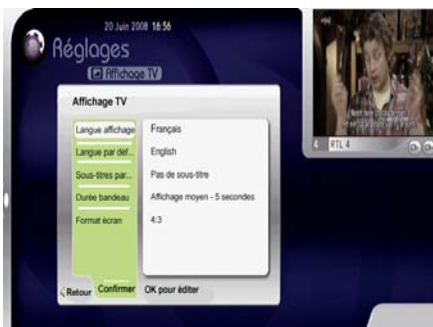 20 Juin 2008 16:56
Réglages
Affichage TV
Affichage TV
Langue affichage Français
Langue par déf... English
Sous-titres par... Pas de sous-titre
Durée bandeau Affichage moyen - 5 secondes
Format écran 4:3
Retour Confirmer OK pour éditer
4 RTL 4